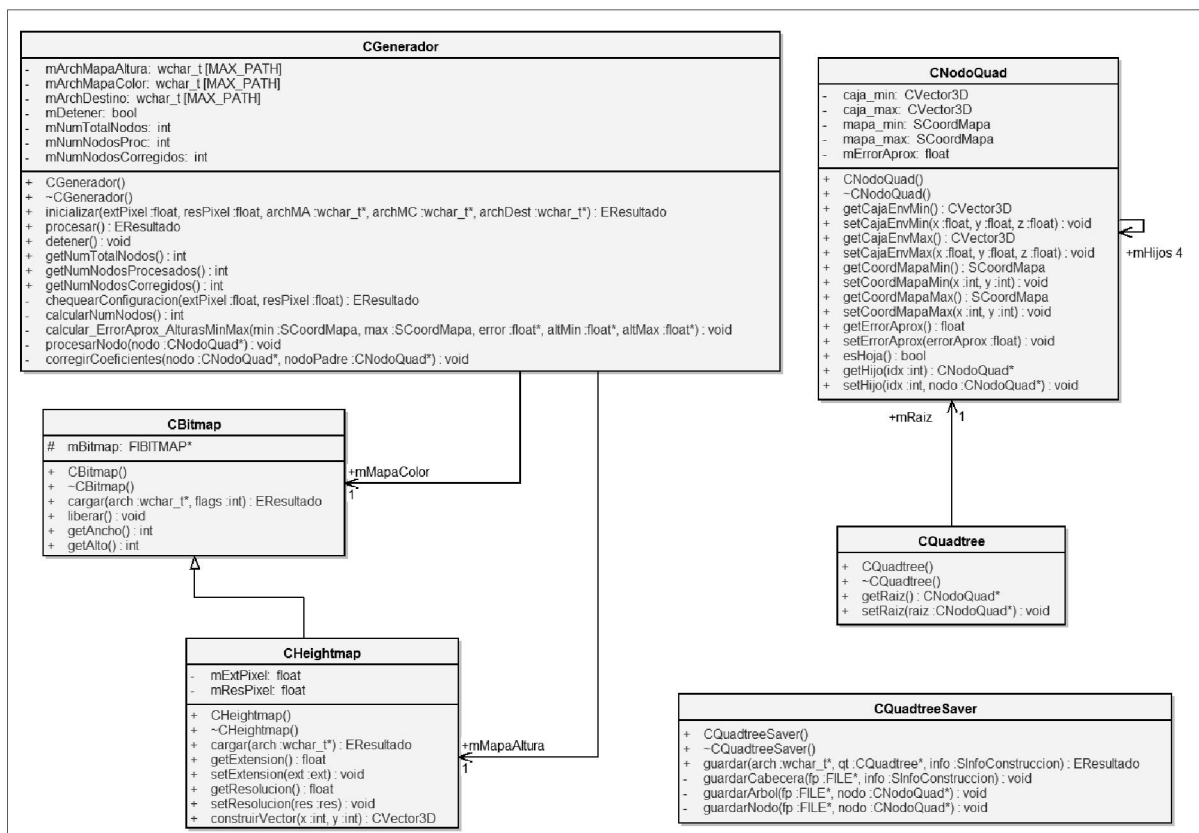 CGenerador
- mArchMapaAltura: wchar_t [MAX_PATH]
- mArchMapaColor: wchar_t [MAX_PATH]
- mArchDestino: wchar_t [MAX_PATH]
- mDetener: bool
- mNumTotalNodos: int
- mNumNodosProc: int
- mNumNodosCorregidos: int
+ CGenerador()
+ ~CGenerador()
+ inicializar(extPixel :float, resPixel :float, archMA :wchar_t*, archMC :wchar_t*, archDest :wchar_t*) : EResultado
+ procesar() : EResultado
+ detener() : void
+ getNumTotalNodos() : int
+ getNumNodosProcesados() : int
+ getNumNodosCorregidos() : int
- chequearConfiguracion(extPixel :float, resPixel :float) : EResultado
- calcularNumNodos() : int
- calcular_ErrorAprox_AlturasMinMax(min :SCoordMapa, max :SCoordMapa, error :float*, altMin :float*, altMax :float*) : void
- procesarNodo(nodo :CNodoQuad*) : void
- corregirCoeficientes(nodo :CNodoQuad*, nodoPadre :CNodoQuad*) : void
CNodoQuad
- caja_min: CVector3D
- caja_max: CVector3D
- mapa_min: SCoordMapa
- mapa_max: SCoordMapa
- mErrorAprox: float
+ CNodoQuad()
+ ~CNodoQuad()
+ getCajaEnvMin() : CVector3D
+ setCajaEnvMin(x :float, y :float, z :float) : void
+ getCajaEnvMax() : CVector3D
+ setCajaEnvMax(x :float, y :float, z :float) : void
+ getCoordMapaMin() : SCoordMapa
+ setCoordMapaMin(x :int, y :int) : void
+ getCoordMapaMax() : SCoordMapa
+ setCoordMapaMax(x :int, y :int) : void
+ getErrorAprox() : float
+ setErrorAprox(errorAprox :float) : void
+ esHoja() : bool
+ getHijo(idx :int) : CNodoQuad*
+ setHijo(idx :int, nodo :CNodoQuad*) : void
+mHijos 4
+mRaiz 1
CBitmap
# mBitmap: FIBITMAP*
+ CBitmap()
+ ~CBitmap()
+ cargar(arch :wchar_t*, flags :int) : EResultado
+ liberar() : void
+ getAncho() : int
+ getAlto() : int
+mMapaColor
1
CQuadtree
+ CQuadtree()
+ ~CQuadtree()
+ getRaiz() : CNodoQuad*
+ setRaiz(raiz :CNodoQuad*) : void
CHeightmap
- mExtPixel: float
- mResPixel: float
+ CHeightmap()
+ ~CHeightmap()
+ cargar(arch :wchar_t*) : EResultado
+ getExtension() : float
+ setExtension(ext :ext) : void
+ getResolucion() : float
+ setResolucion(res :res) : void
+ construirVector(x :int, y :int) : CVector3D
+mMapaAltura
1
CQuadtreeSaver
+ CQuadtreeSaver()
+ ~CQuadtreeSaver()
+ guardar(arch :wchar_t*, qt :CQuadtree*, info :SInfoConstruccion) : EResultado
- guardarCabecera(fp :FILE*, info :SInfoConstruccion) : void
- guardarArbol(fp :FILE*, nodo :CNodoQuad*) : void
- guardarNodo(fp :FILE*, nodo :CNodoQuad*) : void